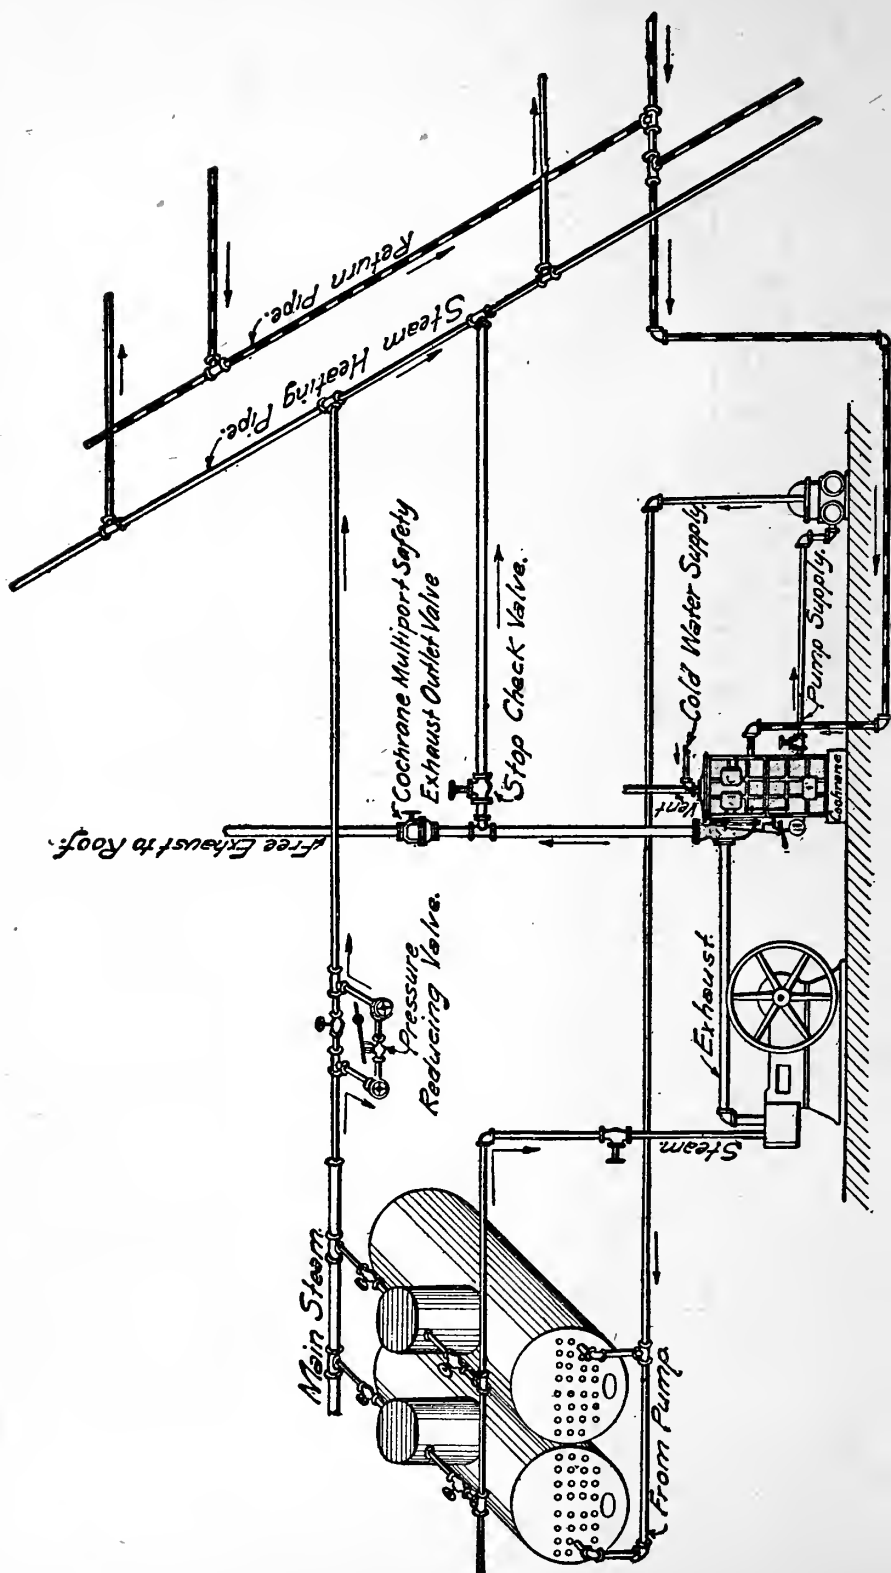 Return Pipe.
Steam Heating Pipe.
Cochrane Multiport Safety
Exhaust Outlet Valve
Stop Check Valve.
Free Exhaust to Roof.
Pressure
Reducing Valve.
Main Steam.
Cold Water Supply.
Vent
Pump Supply.
Cochrane
Exhaust.
Steam.
From Pump